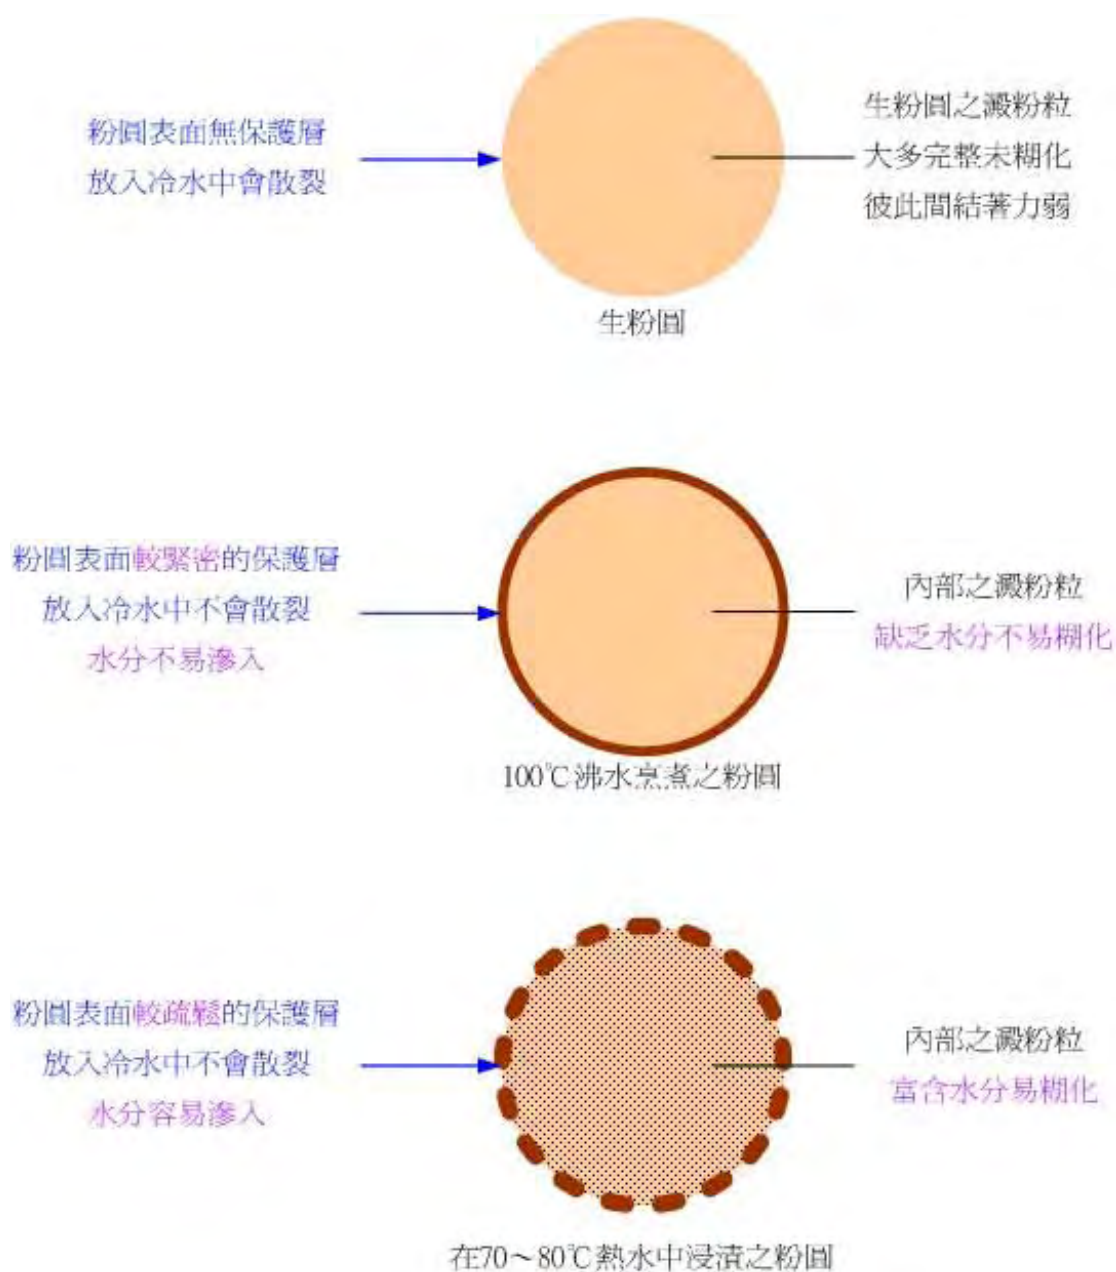 粉圓表面無保護層
放入冷水中會散裂
生粉圓之澱粉粒
大多完整未糊化
彼此間結著力弱
生粉圓
粉圓表面較緊密的保護層
放入冷水中不會散裂
水分不易滲入
內部之澱粉粒
缺乏水分不易糊化
100℃沸水烹煮之粉圓
粉圓表面較疏鬆的保護層
放入冷水中不會散裂
水分容易滲入
內部之澱粉粒
富含水分易糊化
在70～80℃熱水中浸漬之粉圓